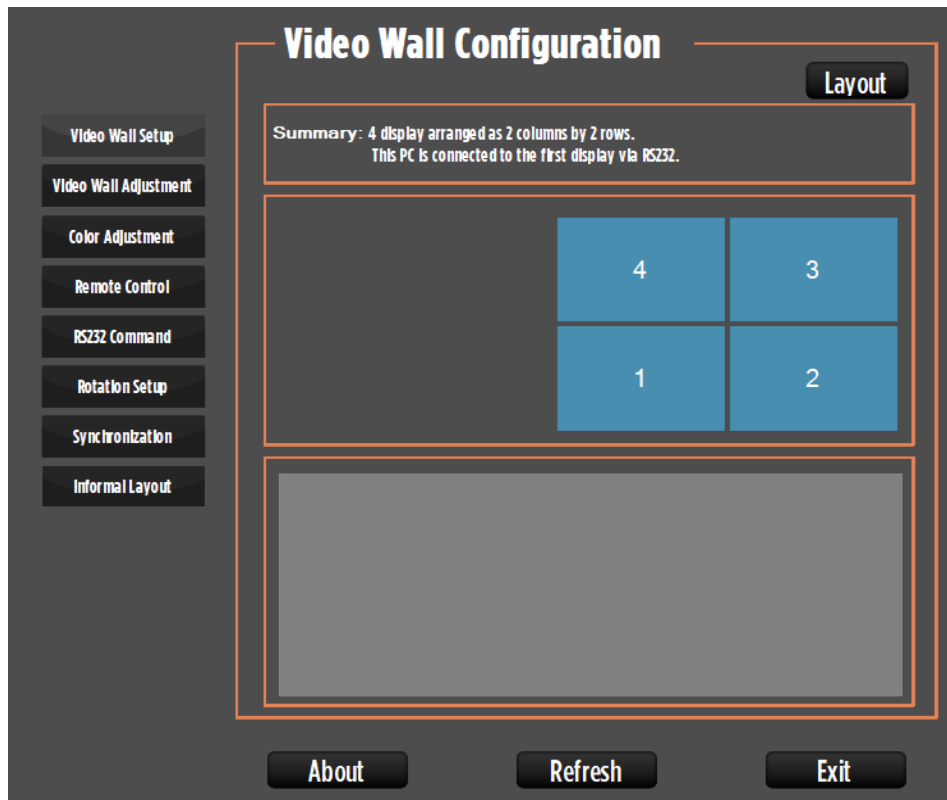 Video Wall Configuration
Layout
Video Wall Setup
Video Wall Adjustment
Color Adjustment
Remote Control
RS232 Command
Rotation Setup
Synchronization
Informal Layout
Summary: 4 display arranged as 2 columns by 2 rows.
This PC is connected to the first display via RS232.
4 3
1 2
About Refresh Exit